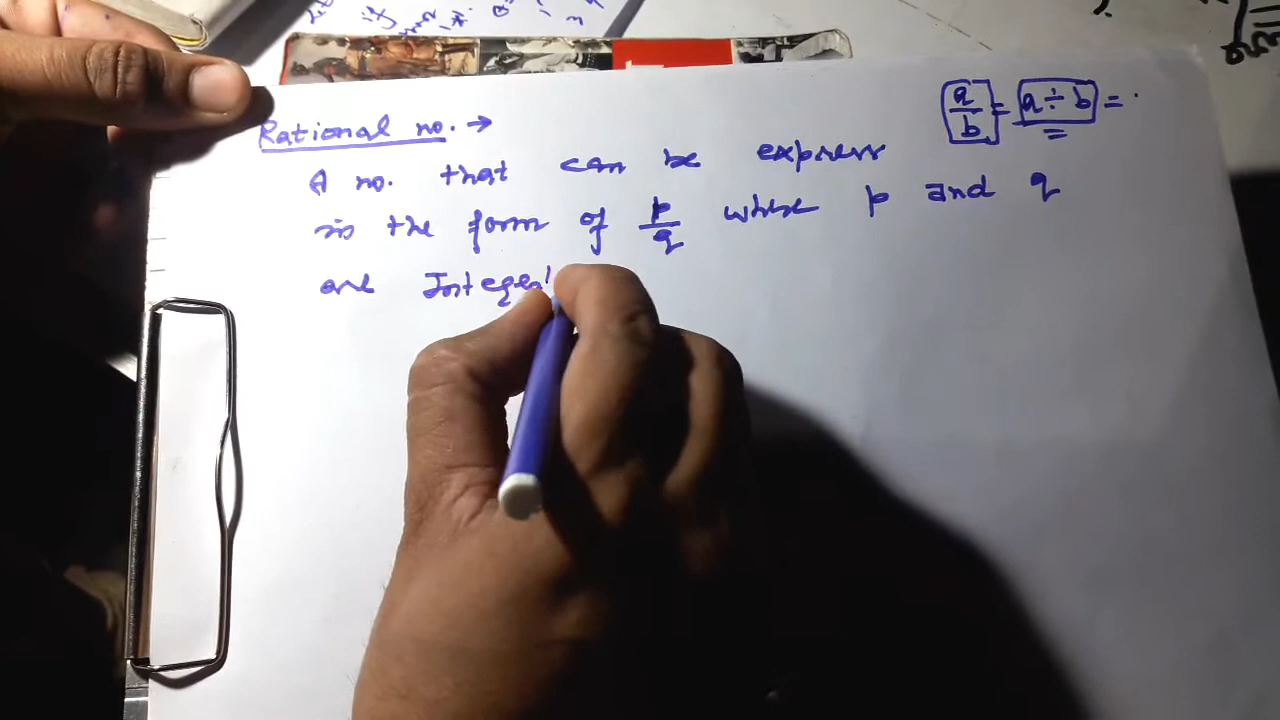 Rational no. →
a/b = a ÷ b =
A no. that can be express
in the form of p/q where p and q
are Integer